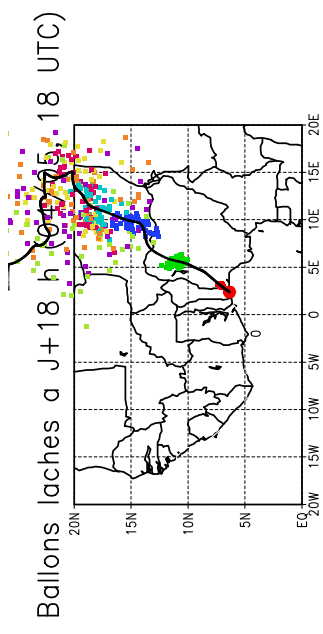 Ballons laches a J+18 h 18 UTC)
20N
15N
10N
5N
EQ
20W 15W 10W 5W 0 5E 10E 15E 20E
0